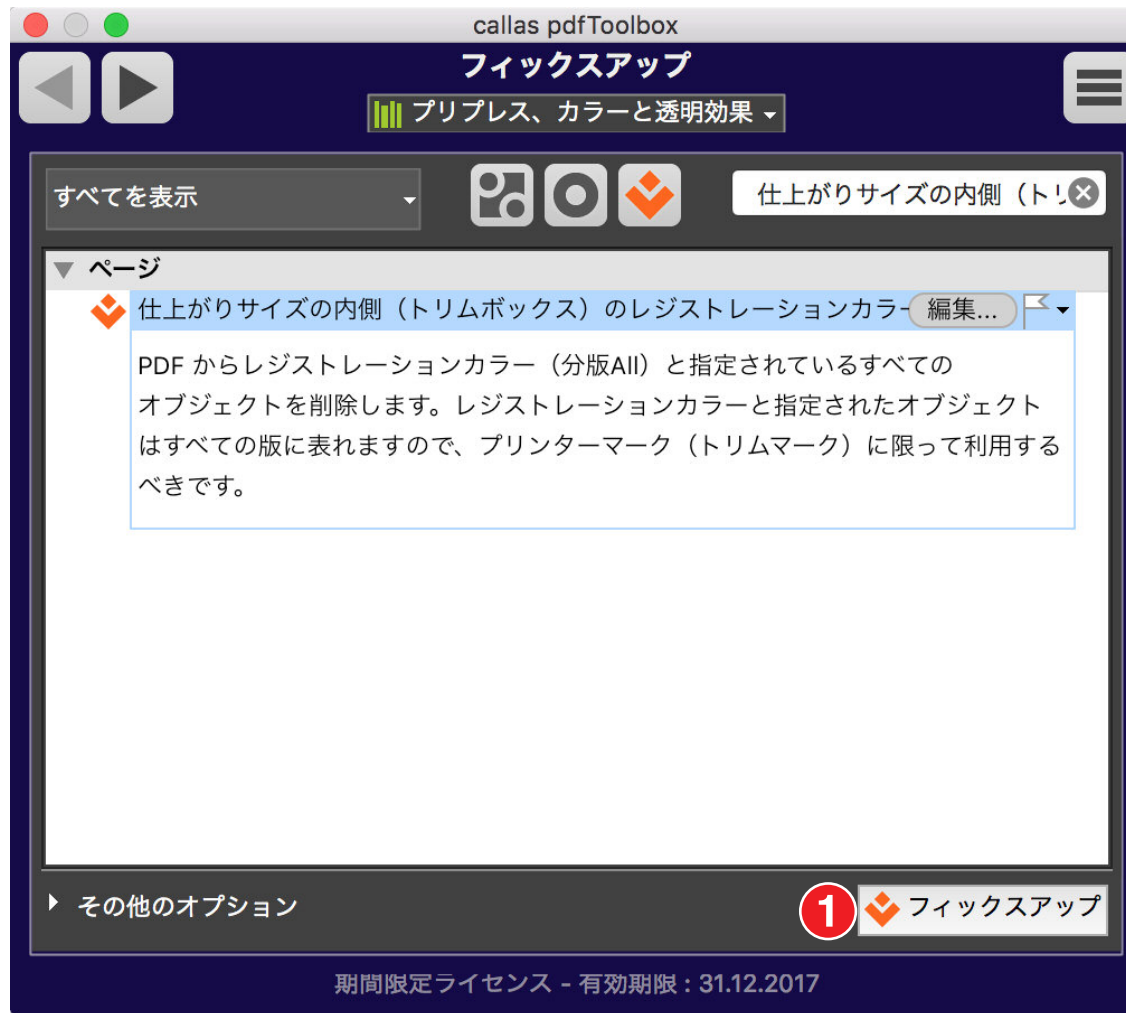 callas pdfToolbox
フィックスアップ
プリプレス、カラーと透明効果
すべてを表示
仕上がりサイズの内側（トリ
ページ
仕上がりサイズの内側（トリムボックス）のレジストレーションカラー
編集...
PDF からレジストレーションカラー（分版All）と指定されているすべての
オブジェクトを削除します。レジストレーションカラーと指定されたオブジェクト
はすべての版に表れますので、プリンターマーク（トリムマーク）に限って利用する
べきです。
その他のオプション
1
フィックスアップ
期間限定ライセンス - 有効期限 : 31.12.2017